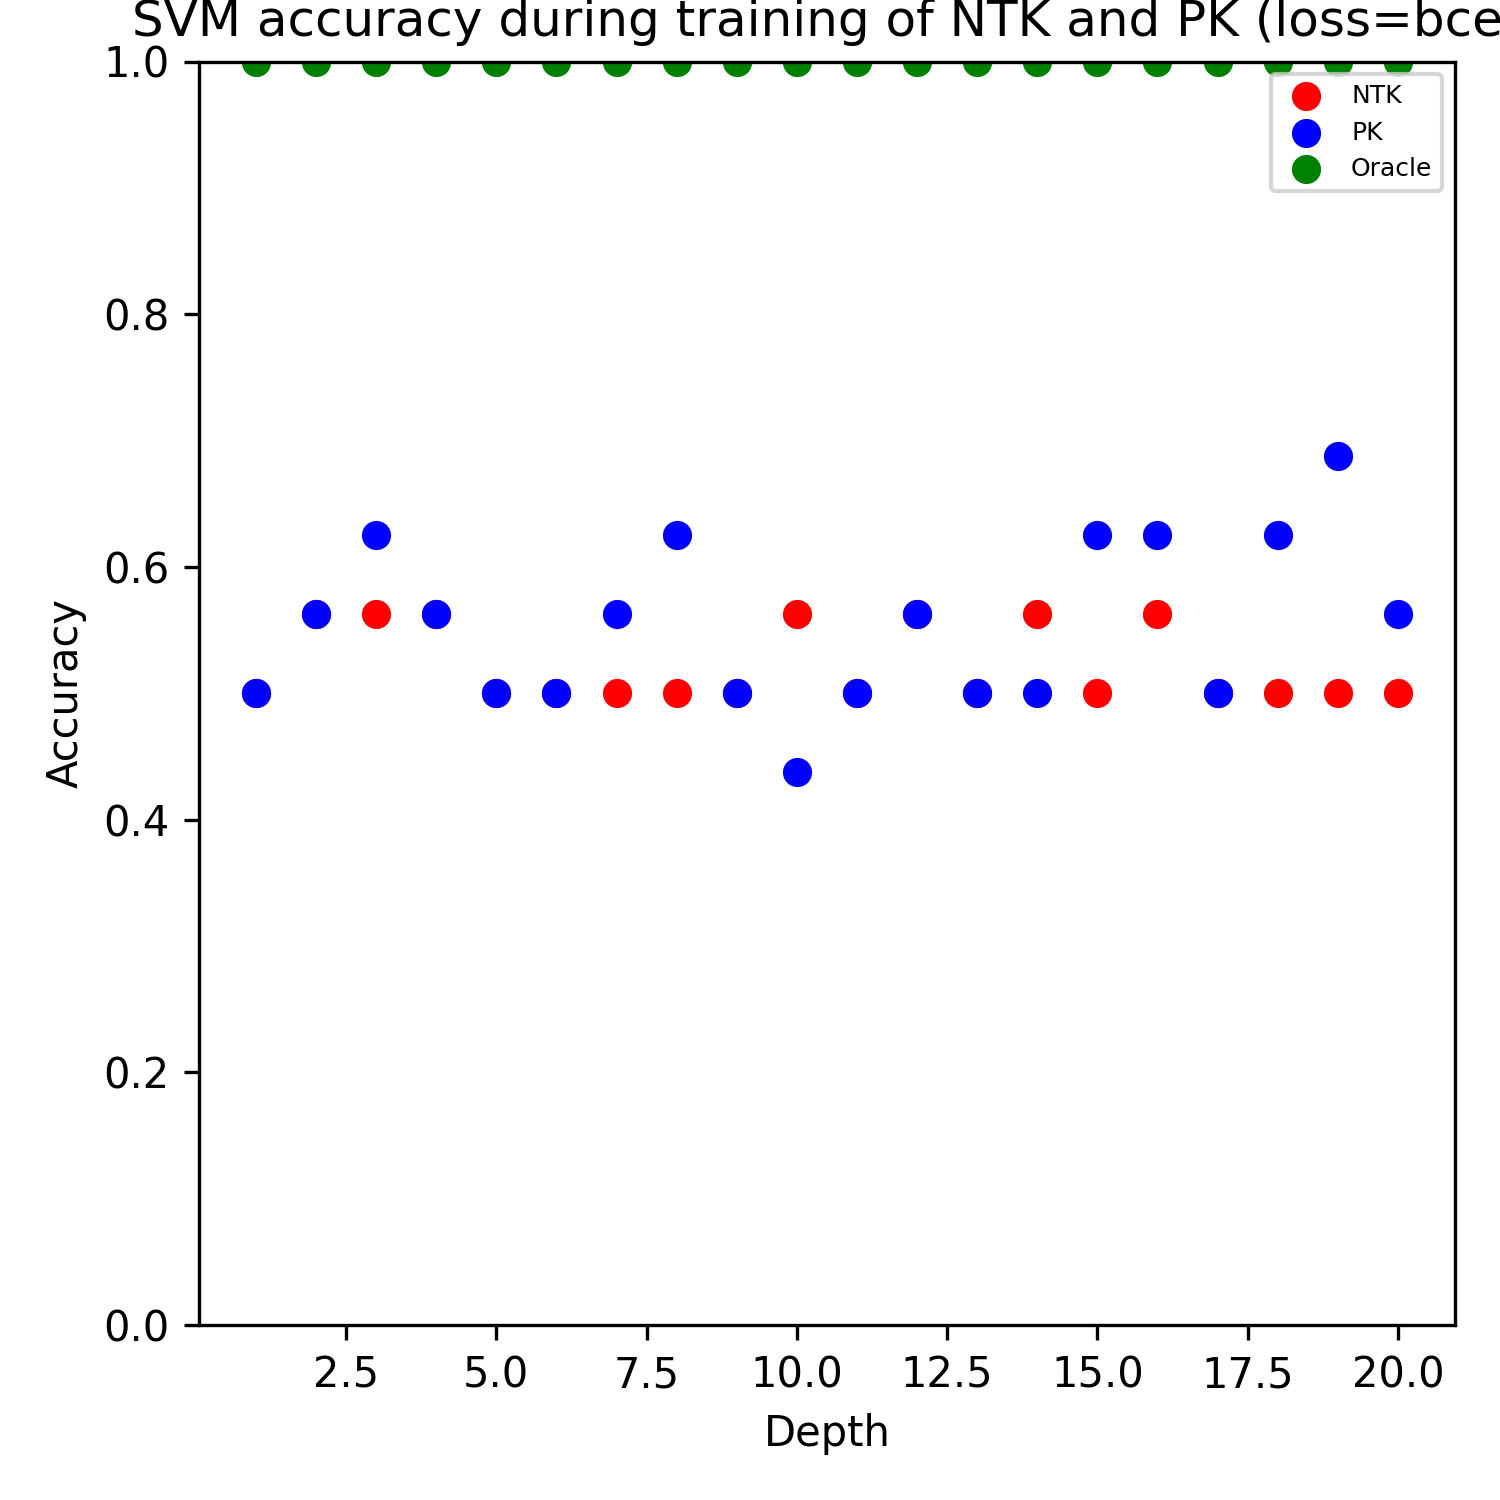 SVM accuracy during training of NTK and PK (loss=bce
1.0
0.8
0.6
0.4
0.2
0.0
Accuracy
NTK
PK
Oracle
2.5 5.0 7.5 10.0 12.5 15.0 17.5 20.0
Depth